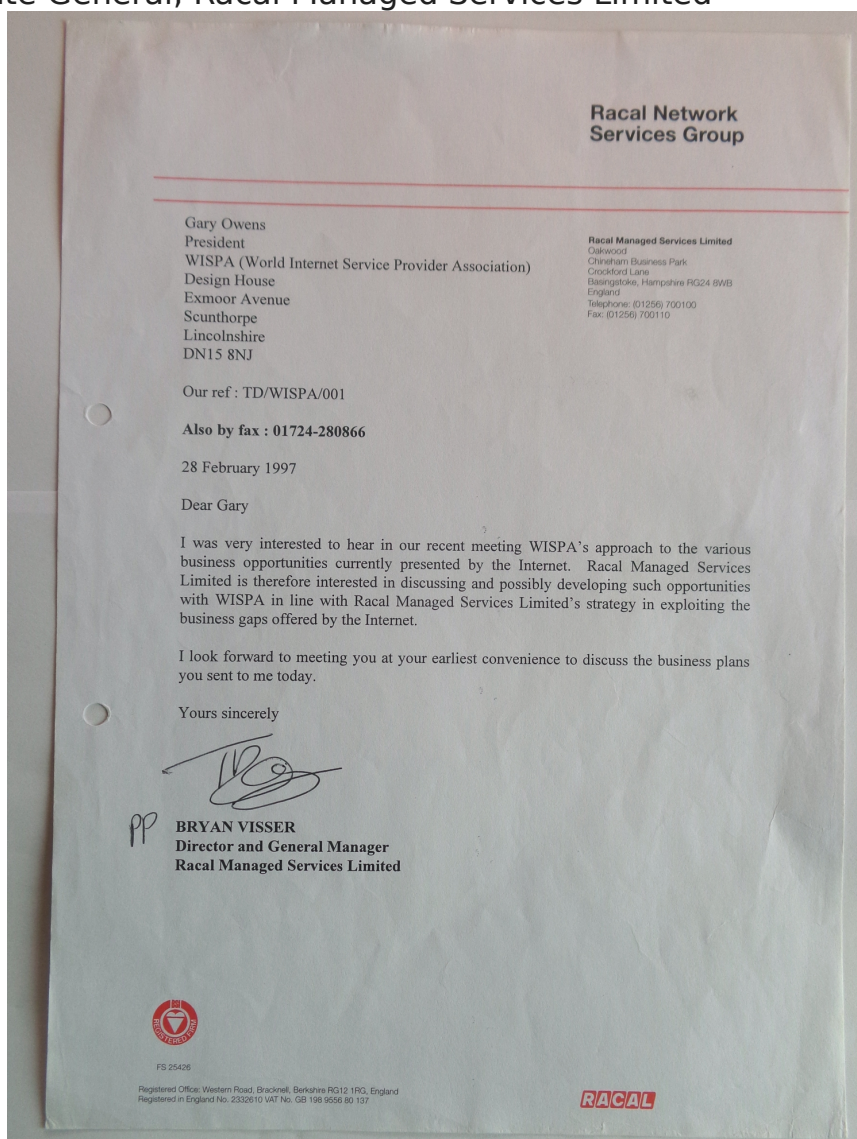 General, Racal Managed Services Limited
Racal Network
Services Group
Gary Owens
President
WISPA (World Internet Service Provider Association)
Design House
Exmoor Avenue
Scunthorpe
Lincolnshire
DN15 8NJ
Racal Managed Services Limited
Oakwood
Chineham Business Park
Crockford Lane
Basingstoke, Hampshire RG24 8WB
England
Telephone: (01256) 700100
Fax: (01256) 700110
Our ref : TD/WISPA/001
Also by fax : 01724-280866
28 February 1997
Dear Gary
I was very interested to hear in our recent meeting WISPA's approach to the various
business opportunities currently presented by the Internet. Racal Managed Services
Limited is therefore interested in discussing and possibly developing such opportunities
with WISPA in line with Racal Managed Services Limited's strategy in exploiting the
business gaps offered by the Internet.
I look forward to meeting you at your earliest convenience to discuss the business plans
you sent to me today.
Yours sincerely
PP BRYAN VISSER
Director and General Manager
Racal Managed Services Limited
REGISTERED FIRM
FS 25426
Registered Office: Western Road, Bracknell, Berkshire RG12 1RG, England
Registered in England No. 2332610 VAT No. GB 198 9556 80 137
RACAL